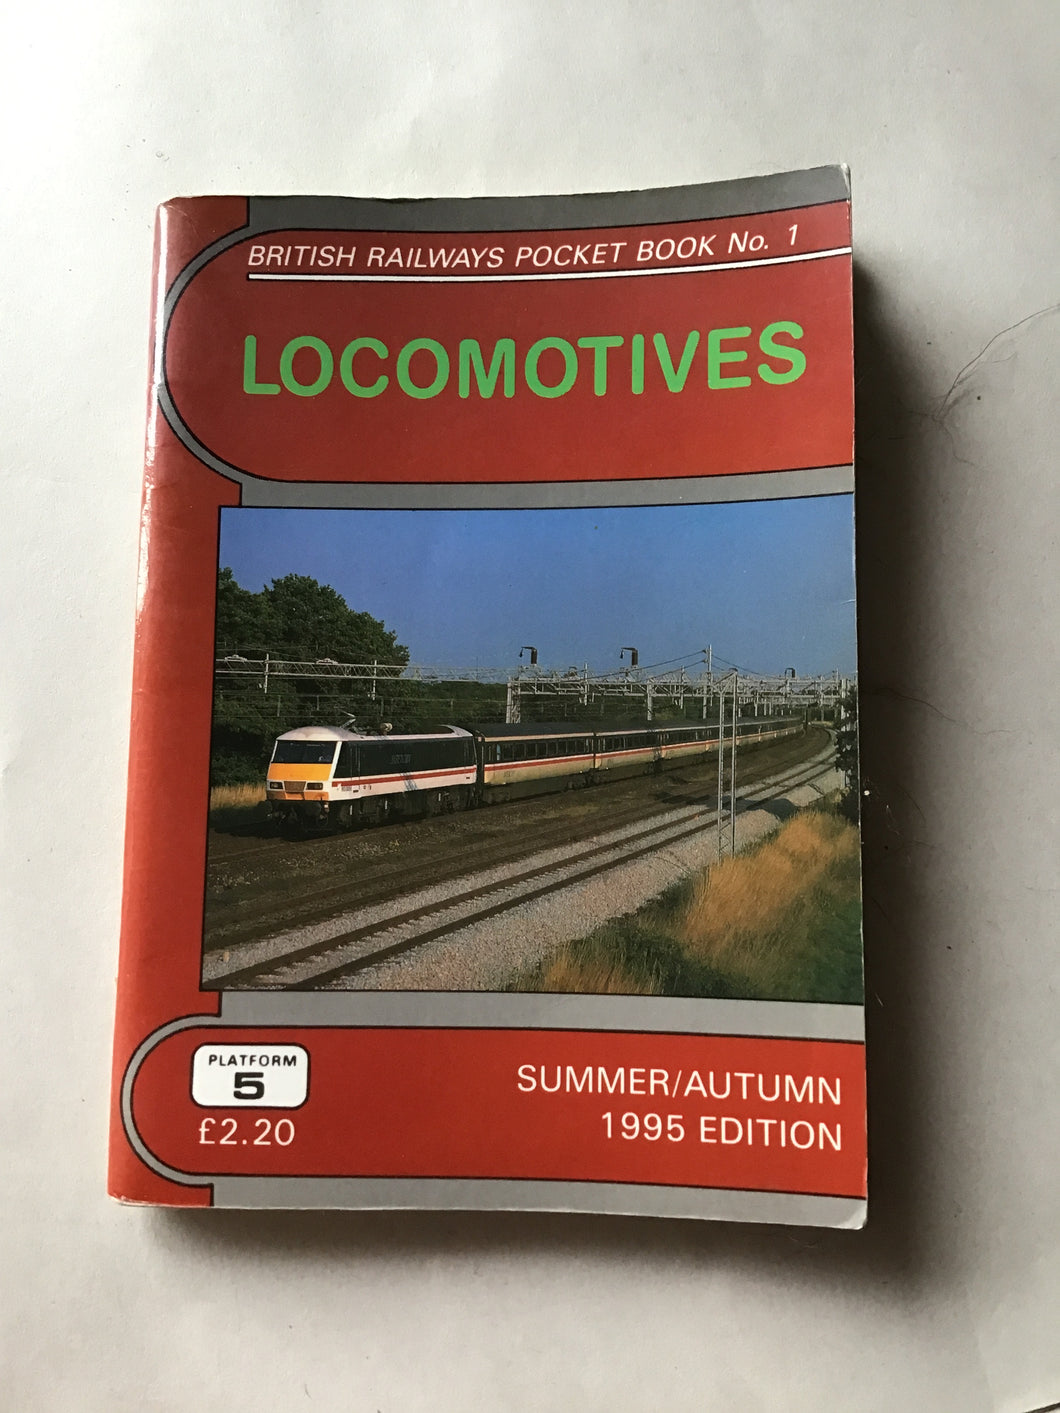 BRITISH RAILWAYS POCKET BOOK No. 1
LOCOMOTIVES
PLATFORM
5
£2.20
SUMMER/AUTUMN
1995 EDITION